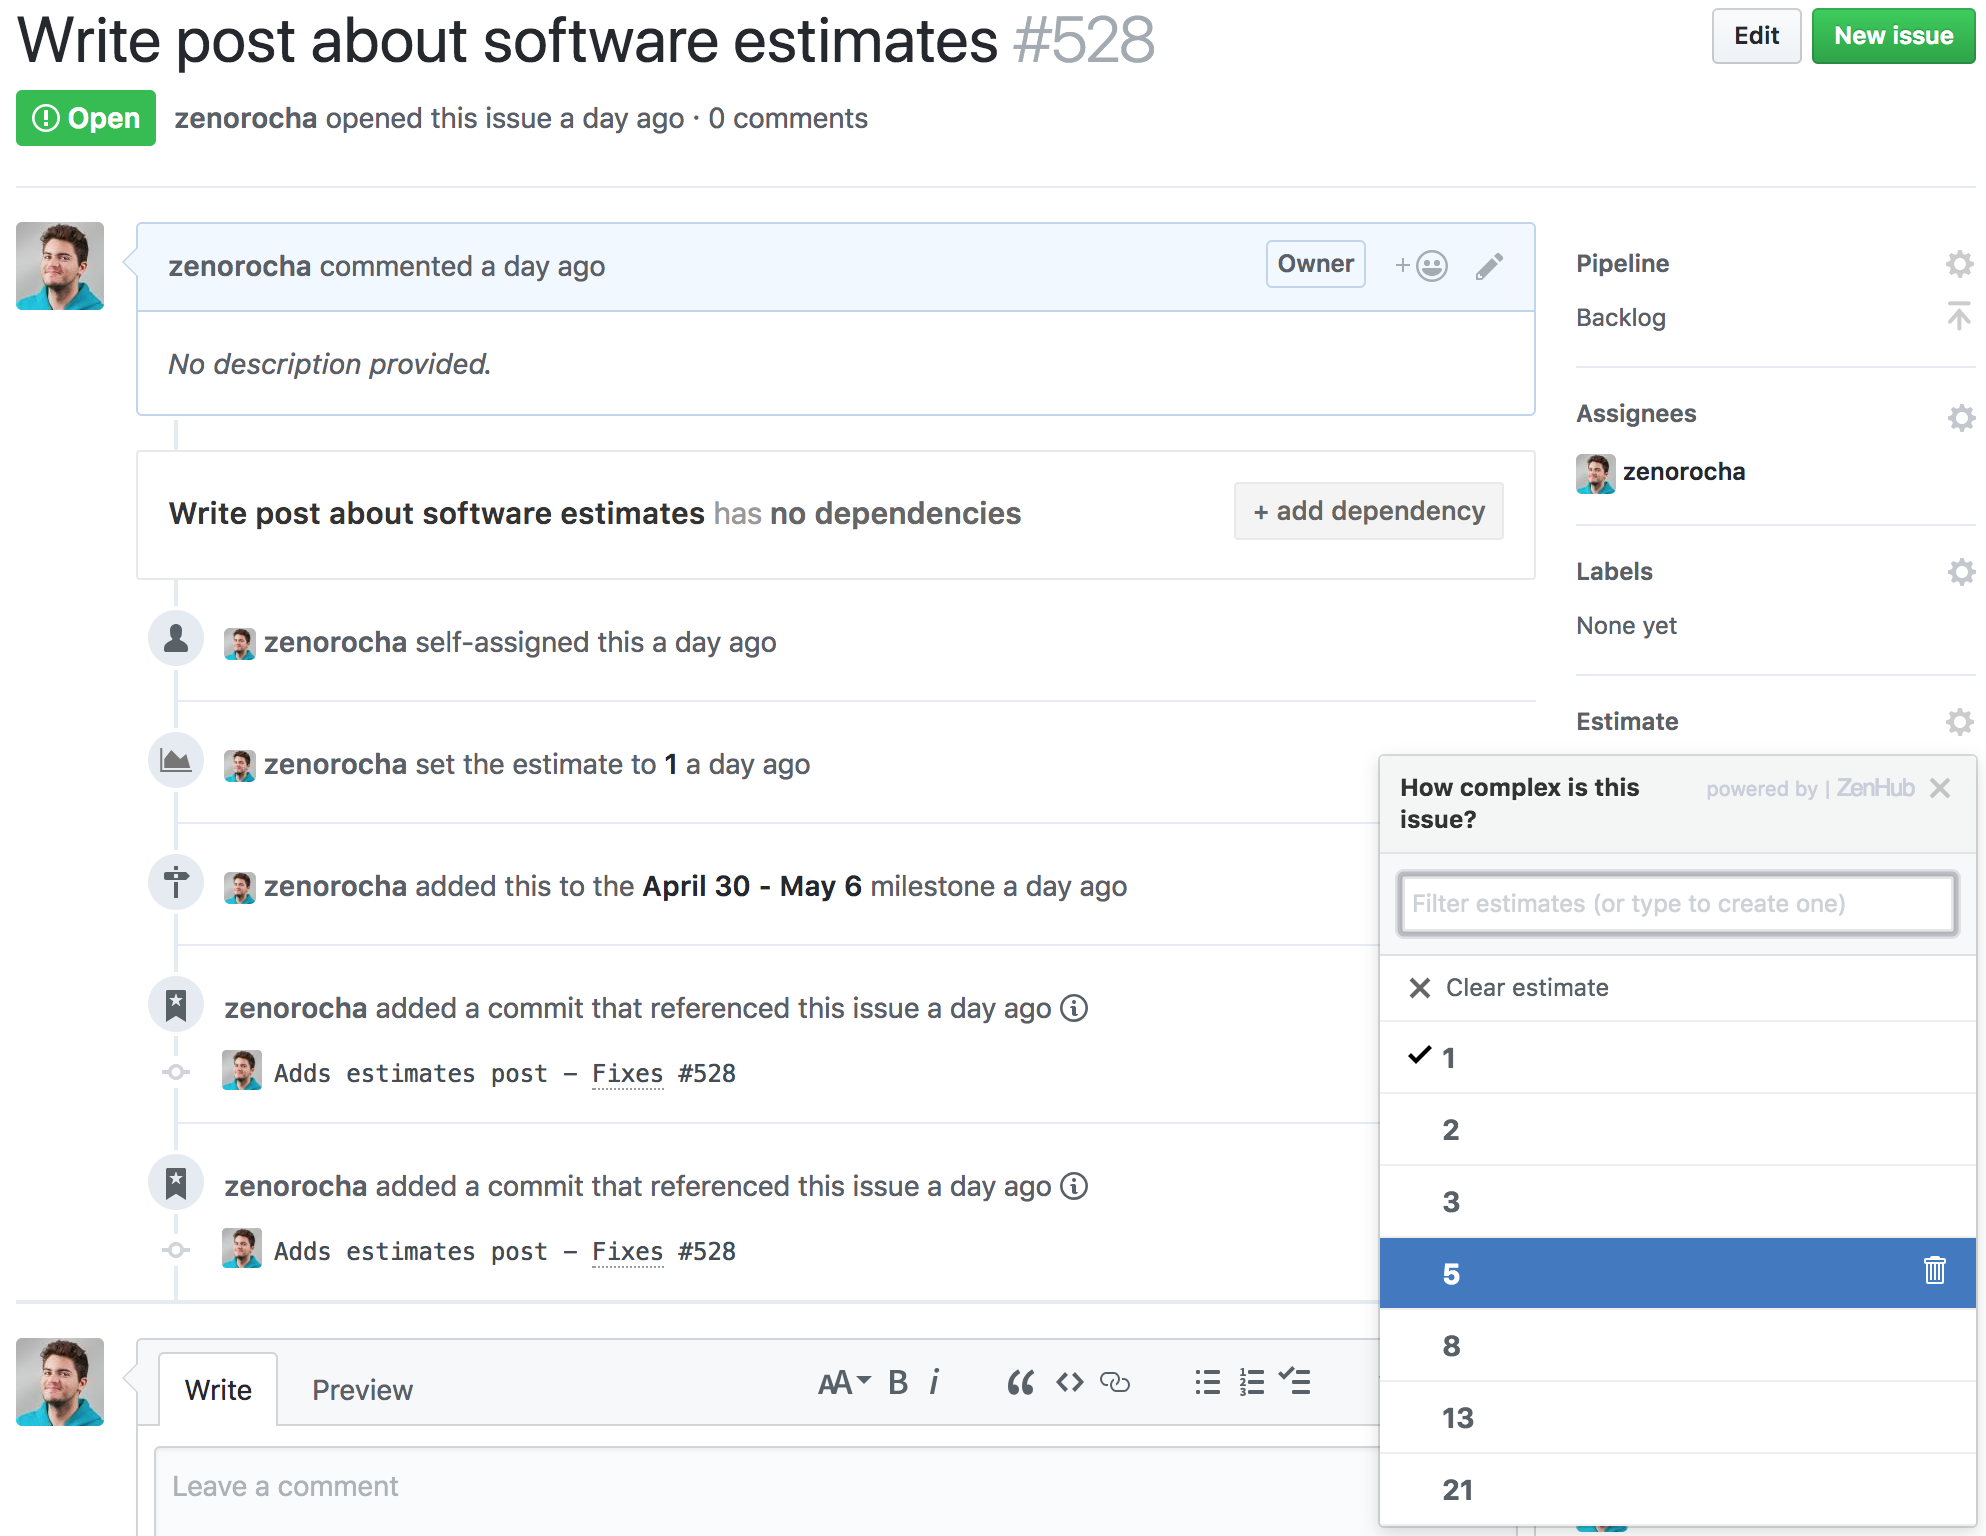 Write post about software estimates #528
Edit
New issue
Open
zenorocha opened this issue a day ago · 0 comments
zenorocha commented a day ago
Owner
+
No description provided.
Write post about software estimates has no dependencies
+ add dependency
zenorocha self-assigned this a day ago
zenorocha set the estimate to 1 a day ago
zenorocha added this to the April 30 - May 6 milestone a day ago
zenorocha added a commit that referenced this issue a day ago
Adds estimates post – Fixes #528
zenorocha added a commit that referenced this issue a day ago
Adds estimates post – Fixes #528
Write
Preview
AA B i
Leave a comment
Pipeline
Backlog
Assignees
zenorocha
Labels
None yet
Estimate
How complex is this
issue?
powered by | ZenHub
Filter estimates (or type to create one)
Clear estimate
1
2
3
5
8
13
21